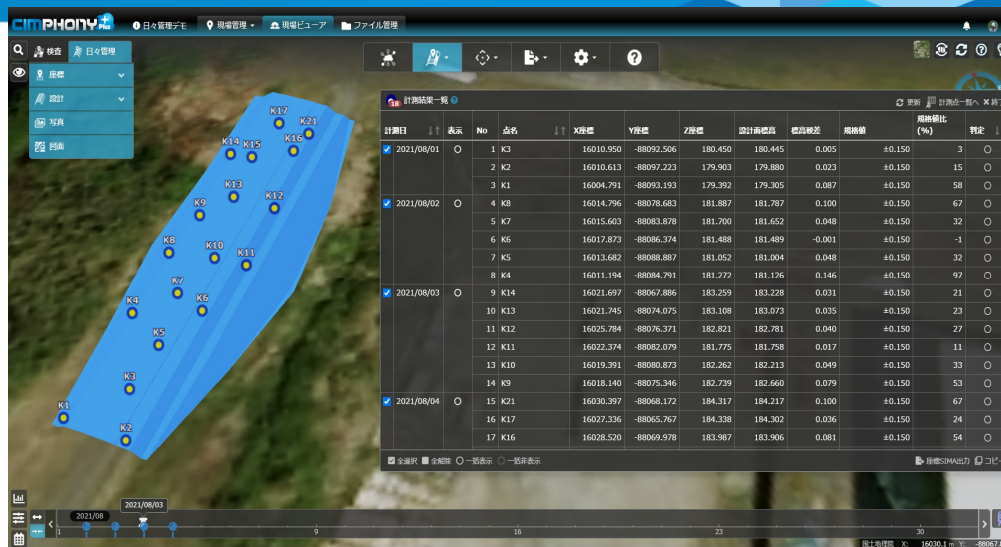 CIMPHONY Plus 日々管理デモ 現場管理 現場ビューア ファイル管理
検査 日々管理
座標
設計
写真
図面
計測結果一覧 更新 計測点一覧へ
計測日 表示 No 点名 X座標 Y座標 Z座標 設計面標高 標高較差 規格値 規格値比(%) 判定
2021/08/01 ○ 1 K3 16010.950 -88092.506 180.450 180.445 0.005 ±0.150 3 ○
2 K2 16010.613 -88097.223 179.903 179.880 0.023 ±0.150 15 ○
3 K1 16004.791 -88093.193 179.392 179.305 0.087 ±0.150 58 ○
2021/08/02 ○ 4 K8 16014.796 -88078.683 181.887 181.787 0.100 ±0.150 67 ○
5 K7 16015.603 -88083.878 181.700 181.652 0.048 ±0.150 32 ○
6 K6 16017.873 -88086.374 181.488 181.489 -0.001 ±0.150 -1 ○
7 K5 16013.682 -88088.887 181.052 181.004 0.048 ±0.150 32 ○
8 K4 16011.194 -88084.791 181.272 181.126 0.146 ±0.150 97 ○
2021/08/03 ○ 9 K14 16021.697 -88067.886 183.259 183.228 0.031 ±0.150 21 ○
10 K13 16021.745 -88074.075 183.108 183.073 0.035 ±0.150 23 ○
11 K12 16025.784 -88076.371 182.821 182.781 0.040 ±0.150 27 ○
12 K11 16022.374 -88082.079 181.775 181.758 0.017 ±0.150 11 ○
13 K10 16019.391 -88080.873 182.262 182.213 0.049 ±0.150 33 ○
14 K9 16018.140 -88075.346 182.739 182.660 0.079 ±0.150 53 ○
2021/08/04 ○ 15 K21 16030.397 -88068.172 184.317 184.217 0.100 ±0.150 67 ○
16 K17 16027.336 -88065.767 184.338 184.302 0.036 ±0.150 24 ○
17 K16 16028.520 -88069.978 183.987 183.906 0.081 ±0.150 54 ○
全選択 全解除 一括表示 一括非表示 座標SIMA出力
K17
K21
K14 K15 K16
K13
K9 K12
K8
K10
K11
K7
K4 K6
K5
K3
K1
K2
2021/08/03
2021/08
1 9 16 23 30
国土地理院 X: 16030.1 m Y: